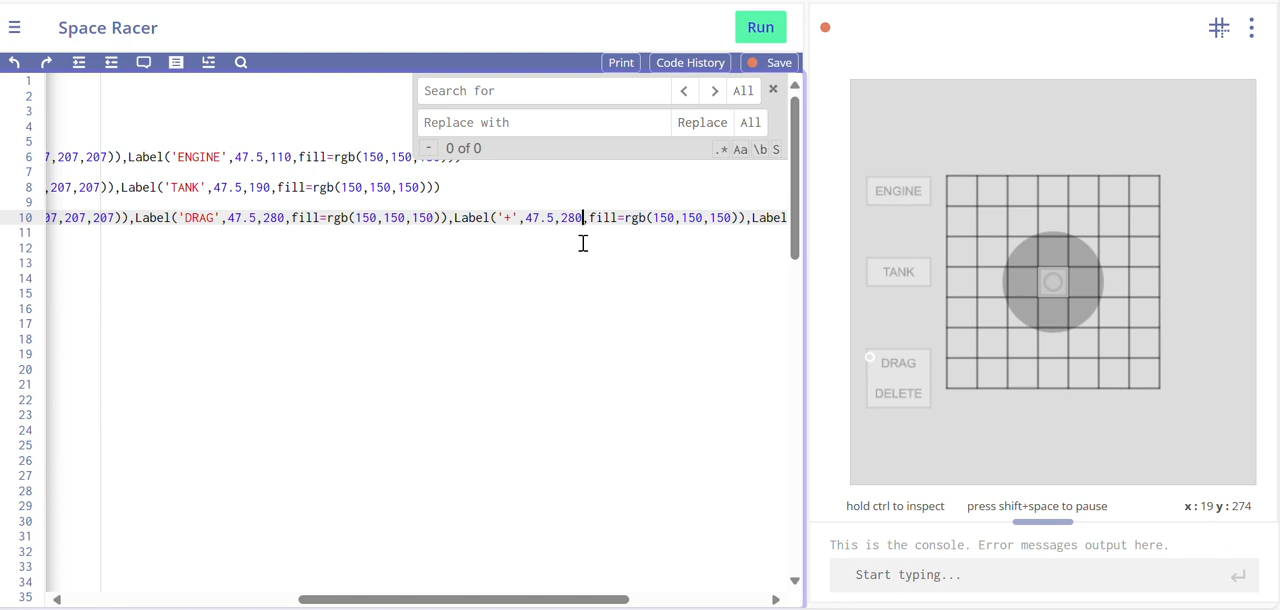 Space Racer
Run
Print
Code History
Save
Search for
All
Replace with
Replace
All
0 of 0
.* Aa \b S
1
2
3
4
5
6 7,207,207)),Label('ENGINE',47.5,110,fill=rgb(150,150,
7
8 ,207,207)),Label('TANK',47.5,190,fill=rgb(150,150,150)))
9
10 07,207,207)),Label('DRAG',47.5,280,fill=rgb(150,150,150)),Label('+',47.5,280,fill=rgb(150,150,150)),Label
11
12
13
14
15
16
17
18
19
20
21
22
23
24
25
26
27
28
29
30
31
32
33
34
35
ENGINE
TANK
DRAG
DELETE
hold ctrl to inspect
press shift+space to pause
x : 19 y : 274
This is the console. Error messages output here.
Start typing...